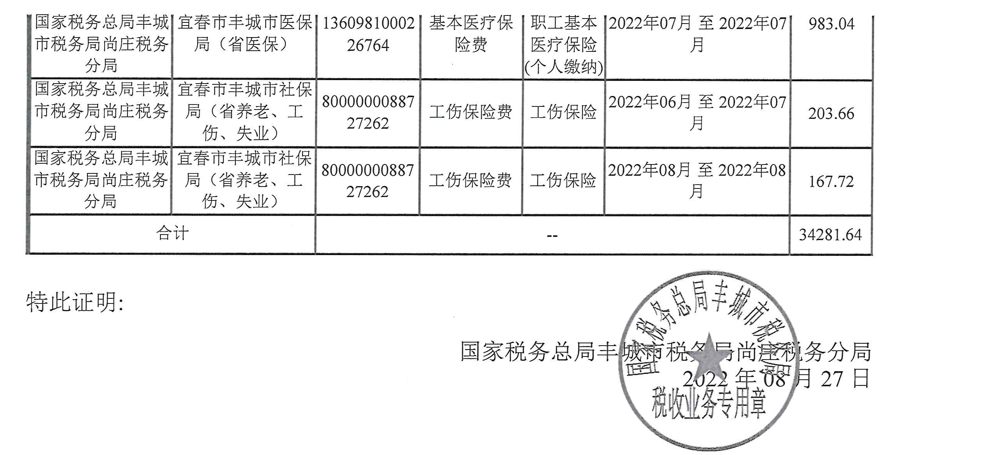 国家税务总局丰城 宜春市丰城市医保 13609810002 基本医疗保 职工基本 2022年07月 至 2022年07 983.04
市税务局尚庄税务 局（省医保） 26764 险费 医疗保险 月
分局 (个人缴纳)
国家税务总局丰城 宜春市丰城市社保 80000000887 工伤保险费 工伤保险 2022年06月 至 2022年07 203.66
市税务局尚庄税务 局（省养老、工 27262 月
分局 伤、失业）
国家税务总局丰城 宜春市丰城市社保 80000000887 工伤保险费 工伤保险 2022年08月 至 2022年08 167.72
市税务局尚庄税务 局（省养老、工 27262 月
分局 伤、失业）
合计 -- 34281.64
特此证明:
国家税务总局丰城市税务局尚庄税务分局
2022 年 08 月 27 日
国家税务总局丰城市税务局
税收业务专用章